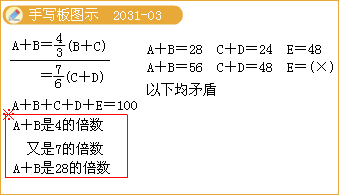 手写板图示 2031-03
A+B=4/3(B+C)
=7/6(C+D)
A+B+C+D+E=100
※
A+B是4的倍数
又是7的倍数
A+B是28的倍数
A+B=28 C+D=24 E=48
A+B=56 C+D=48 E=(×)
以下均矛盾